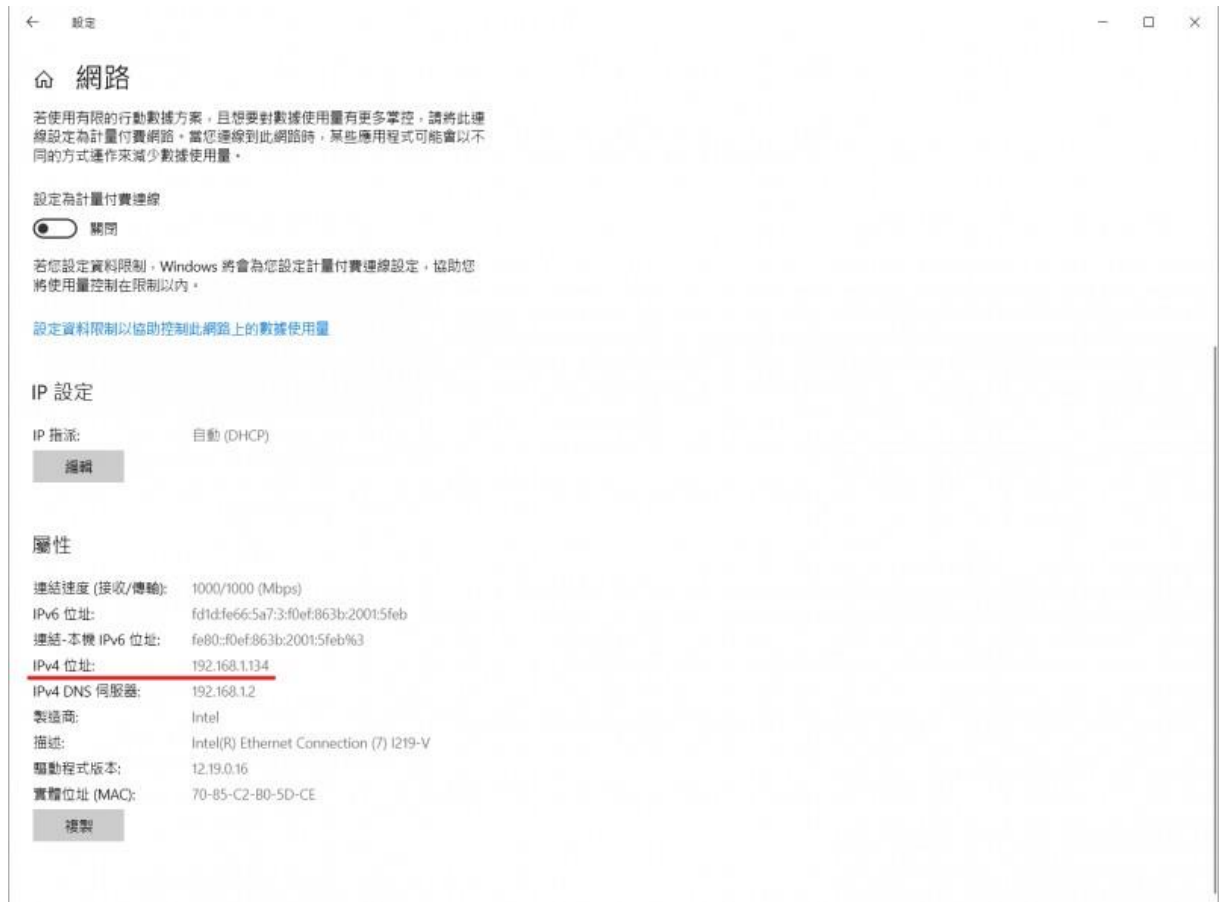 設定
網路
若使用有限的行動數據方案，且想要對數據使用量有更多掌控，請將此連
線設定為計量付費網路。當您連線到此網路時，某些應用程式可能會以不
同的方式運作來減少數據使用量。
設定為計量付費連線
關閉
若您設定資料限制，Windows 將會為您設定計量付費連線設定，協助您
將使用量控制在限制以內。
設定資料限制以協助控制此網路上的數據使用量
IP 設定
IP 指派: 自動 (DHCP)
編輯
屬性
連結速度 (接收/傳輸): 1000/1000 (Mbps)
IPv6 位址: fd1d:fe66:5a7:3:f0ef:863b:2001:5feb
連結-本機 IPv6 位址: fe80::f0ef:863b:2001:5feb%3
IPv4 位址: 192.168.1.134
IPv4 DNS 伺服器: 192.168.1.2
製造商: Intel
描述: Intel(R) Ethernet Connection (7) I219-V
驅動程式版本: 12.19.0.16
實體位址 (MAC): 70-85-C2-B0-5D-CE
複製